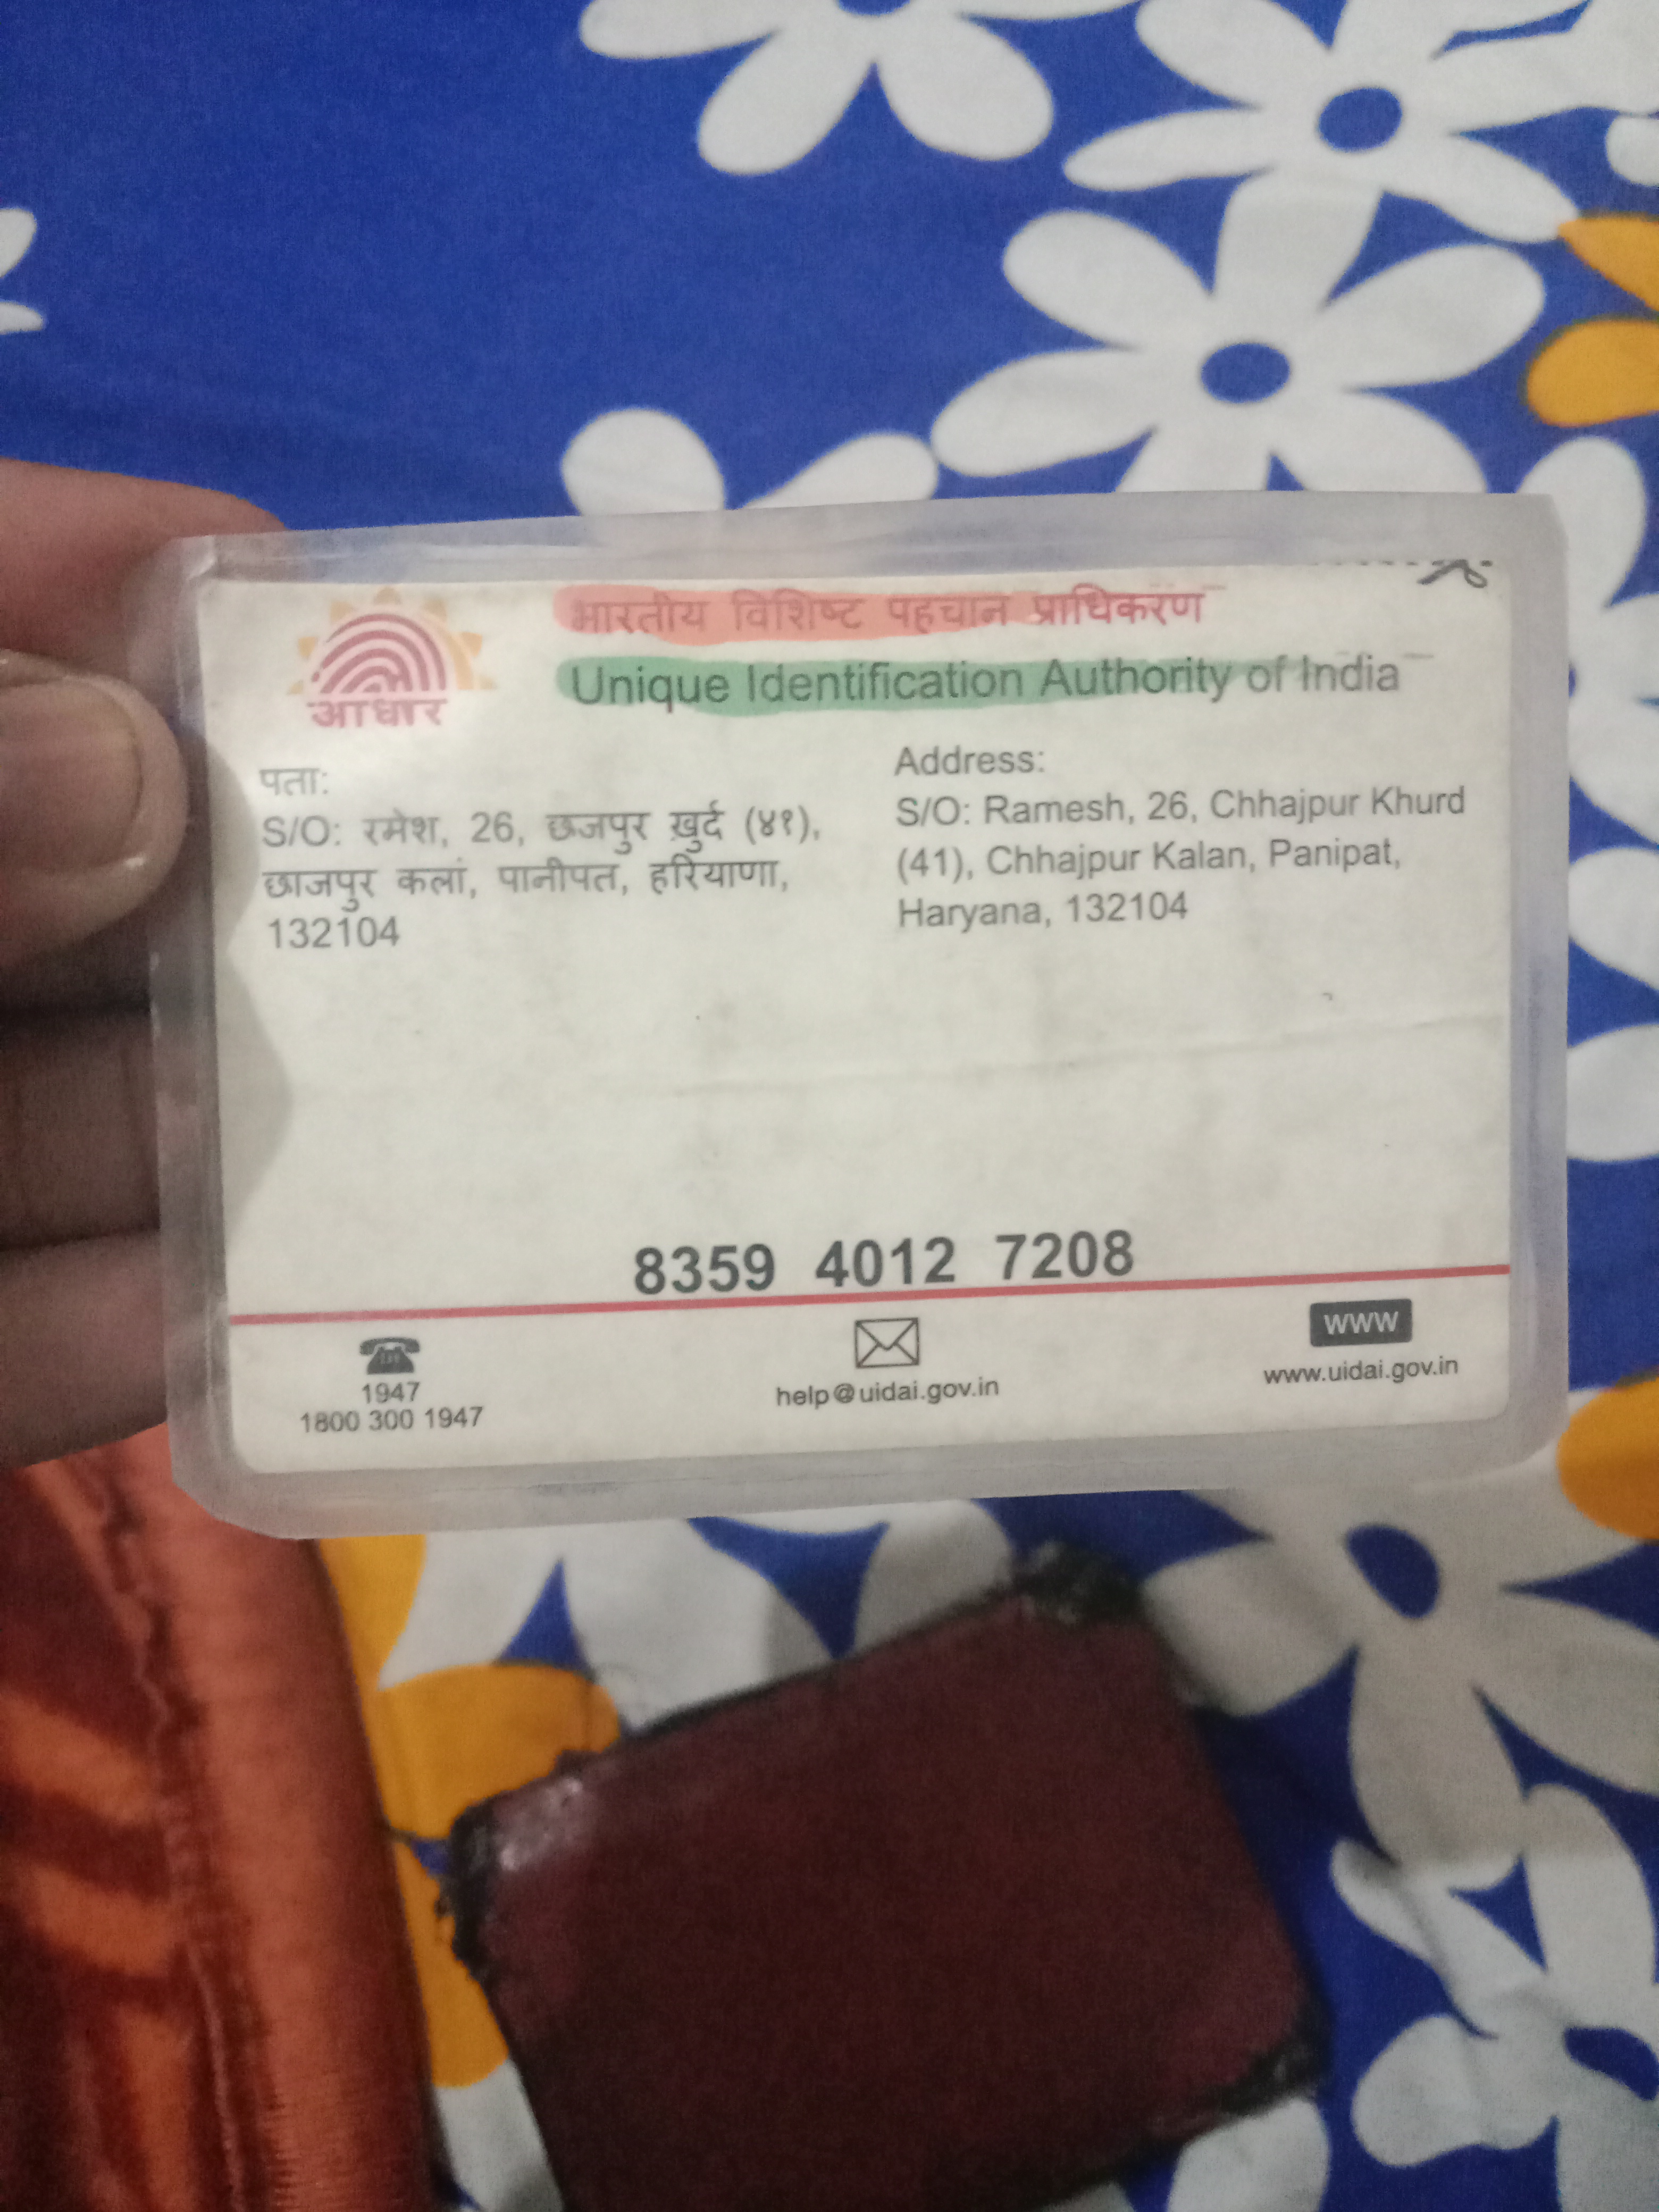 भारतीय विशिष्ट पहचान प्राधिकरण
Unique Identification Authority of India
आधार
पता:
S/O: रमेश, 26, छजपुर ख़ुर्द (४१),
छाजपुर कलां, पानीपत, हरियाणा,
132104
Address:
S/O: Ramesh, 26, Chhajpur Khurd
(41), Chhajpur Kalan, Panipat,
Haryana, 132104
8359 4012 7208
1947
1800 300 1947
help@uidai.gov.in
WWW
www.uidai.gov.in